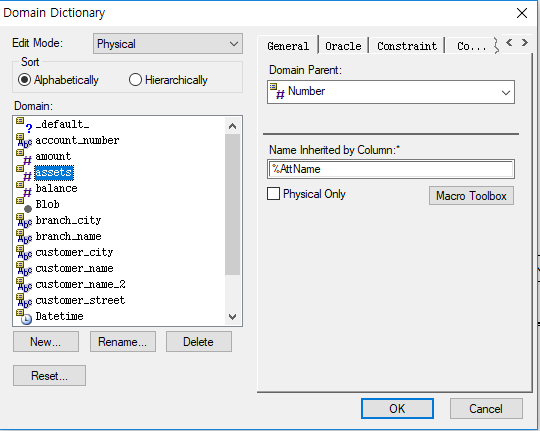 Domain Dictionary
Edit Mode: Physical
Sort
Alphabetically Hierarchically
Domain:
_default_
account_number
amount
assets
balance
Blob
branch_city
branch_name
customer_city
customer_name
customer_name_2
customer_street
Datetime
New... Rename... Delete
Reset...
General Oracle Constraint Co...
Domain Parent:
Number
Name Inherited by Column:*
%AttName
Physical Only Macro Toolbox
OK Cancel